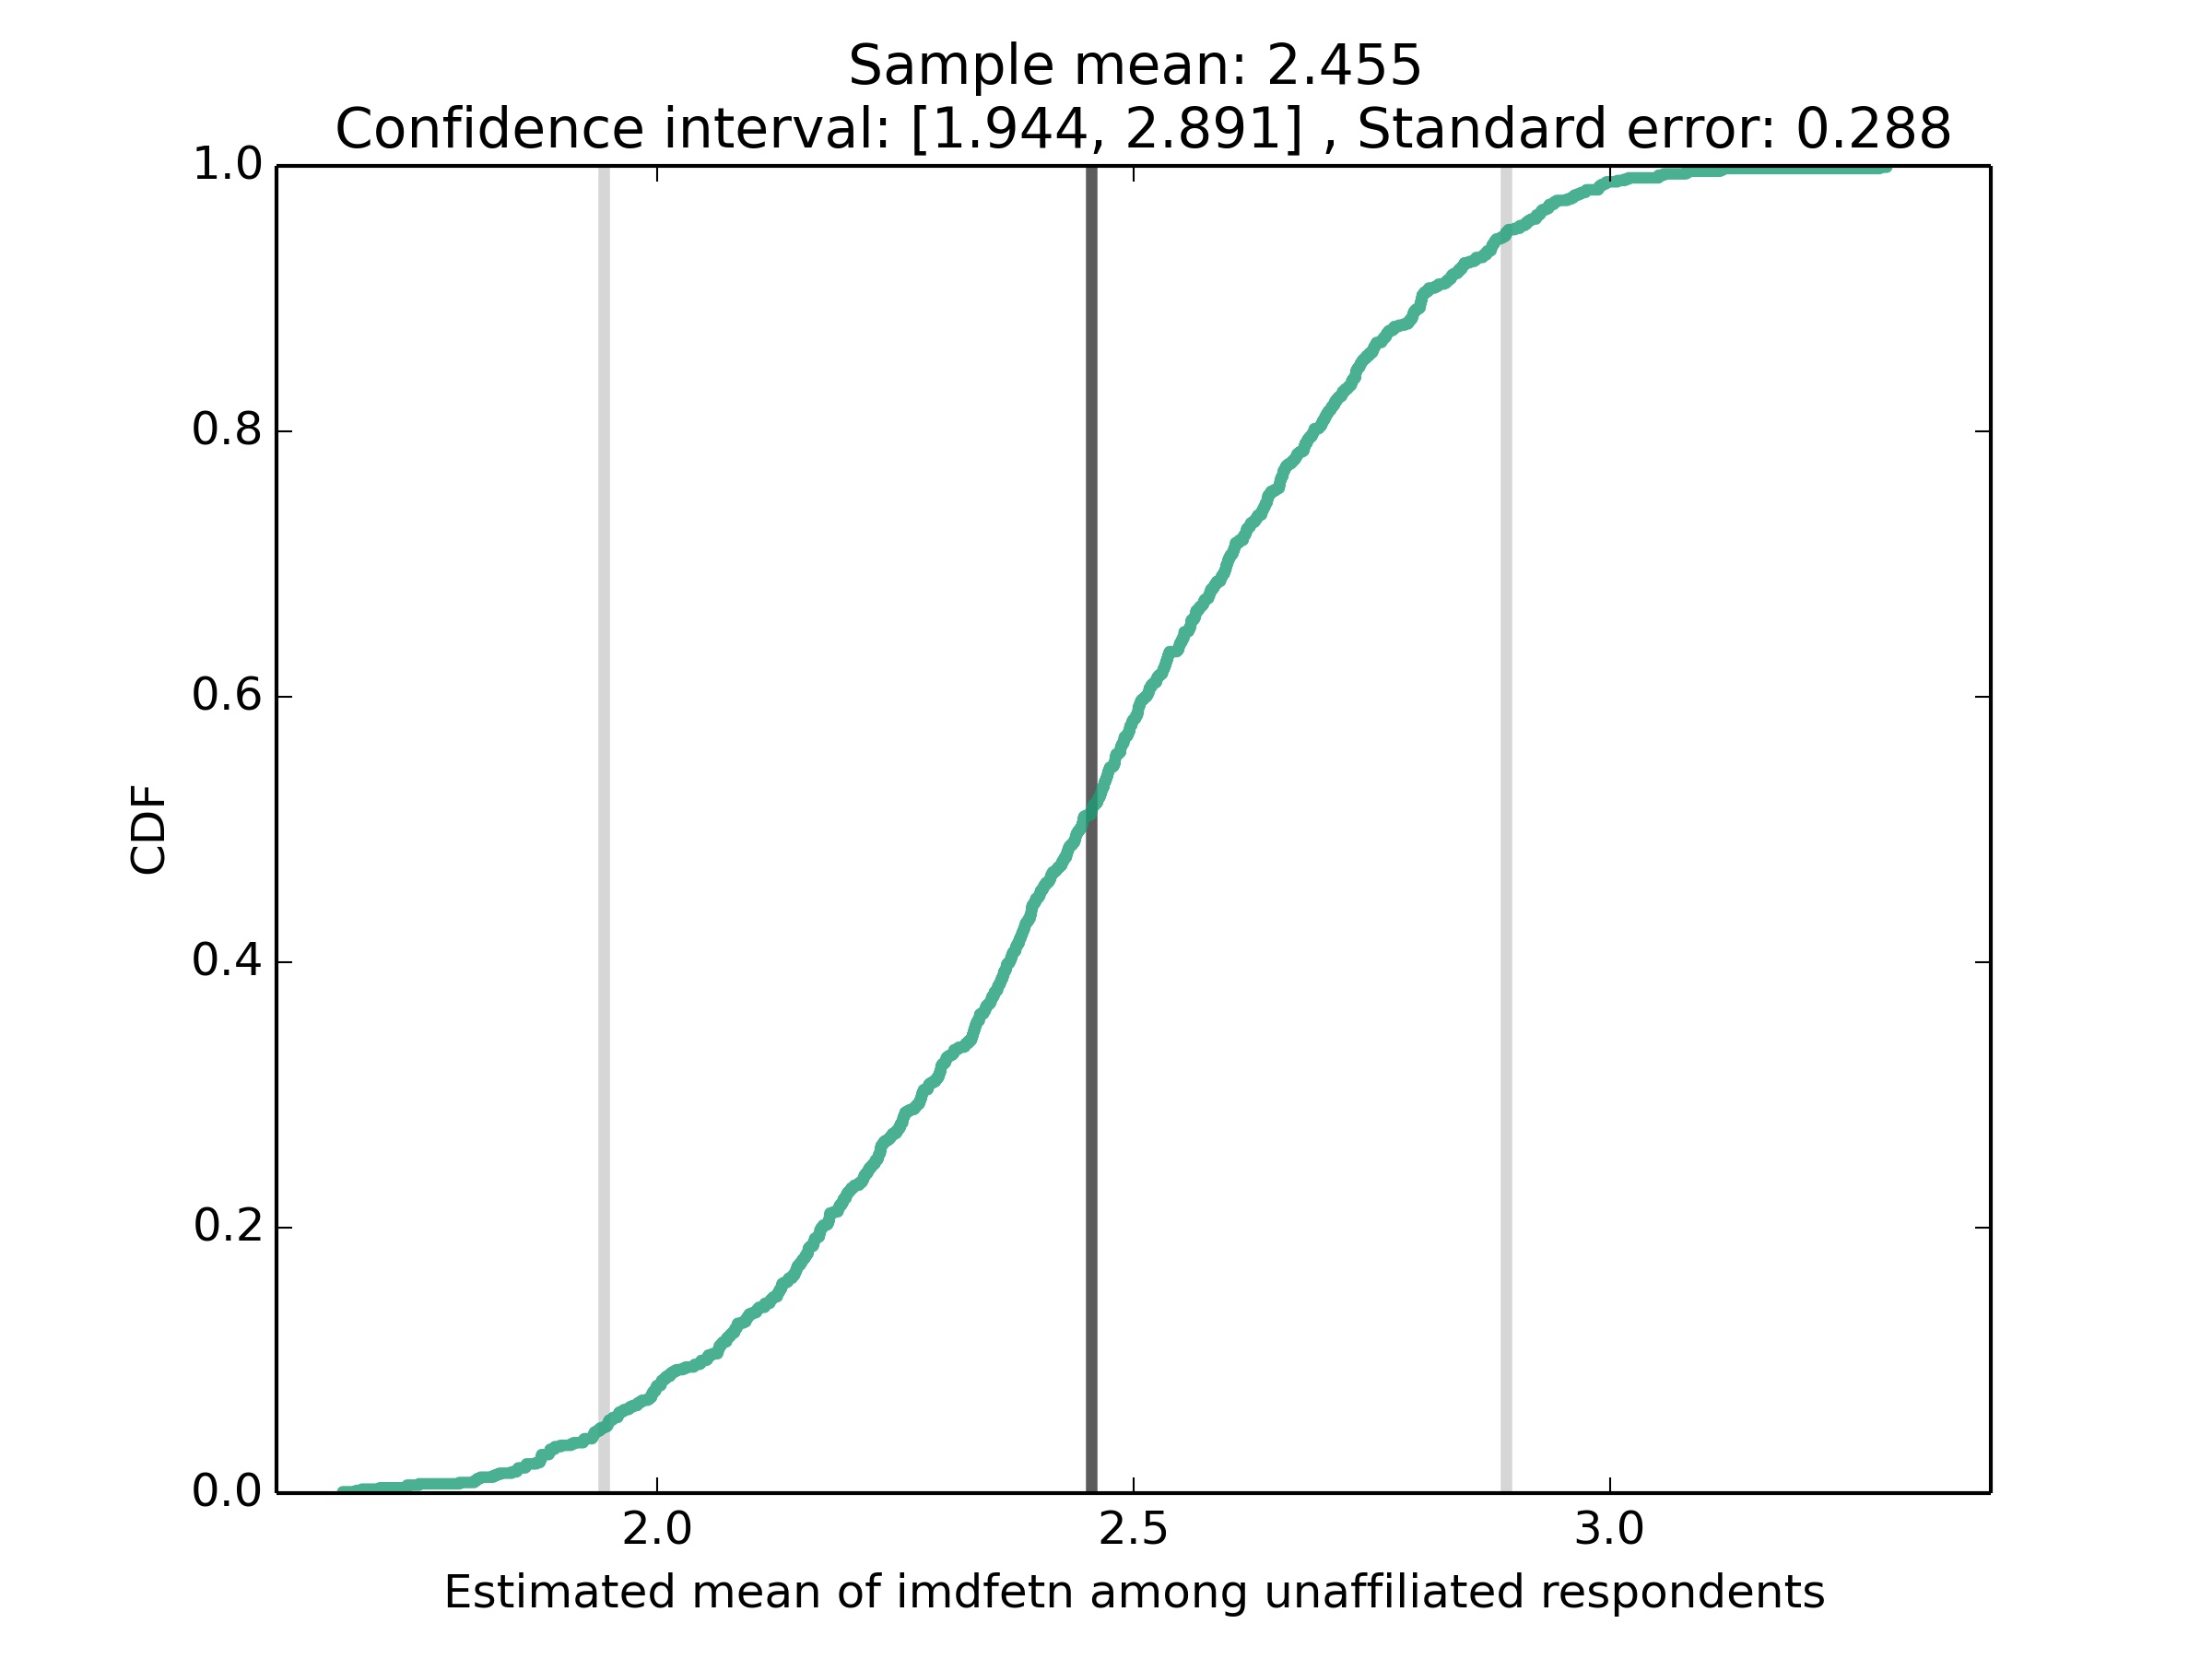 Sample mean: 2.455
Confidence interval: [1.944, 2.891] , Standard error: 0.288
1.0
0.8
0.6
0.4
0.2
0.0
CDF
2.0 2.5 3.0
Estimated mean of imdfetn among unaffiliated respondents